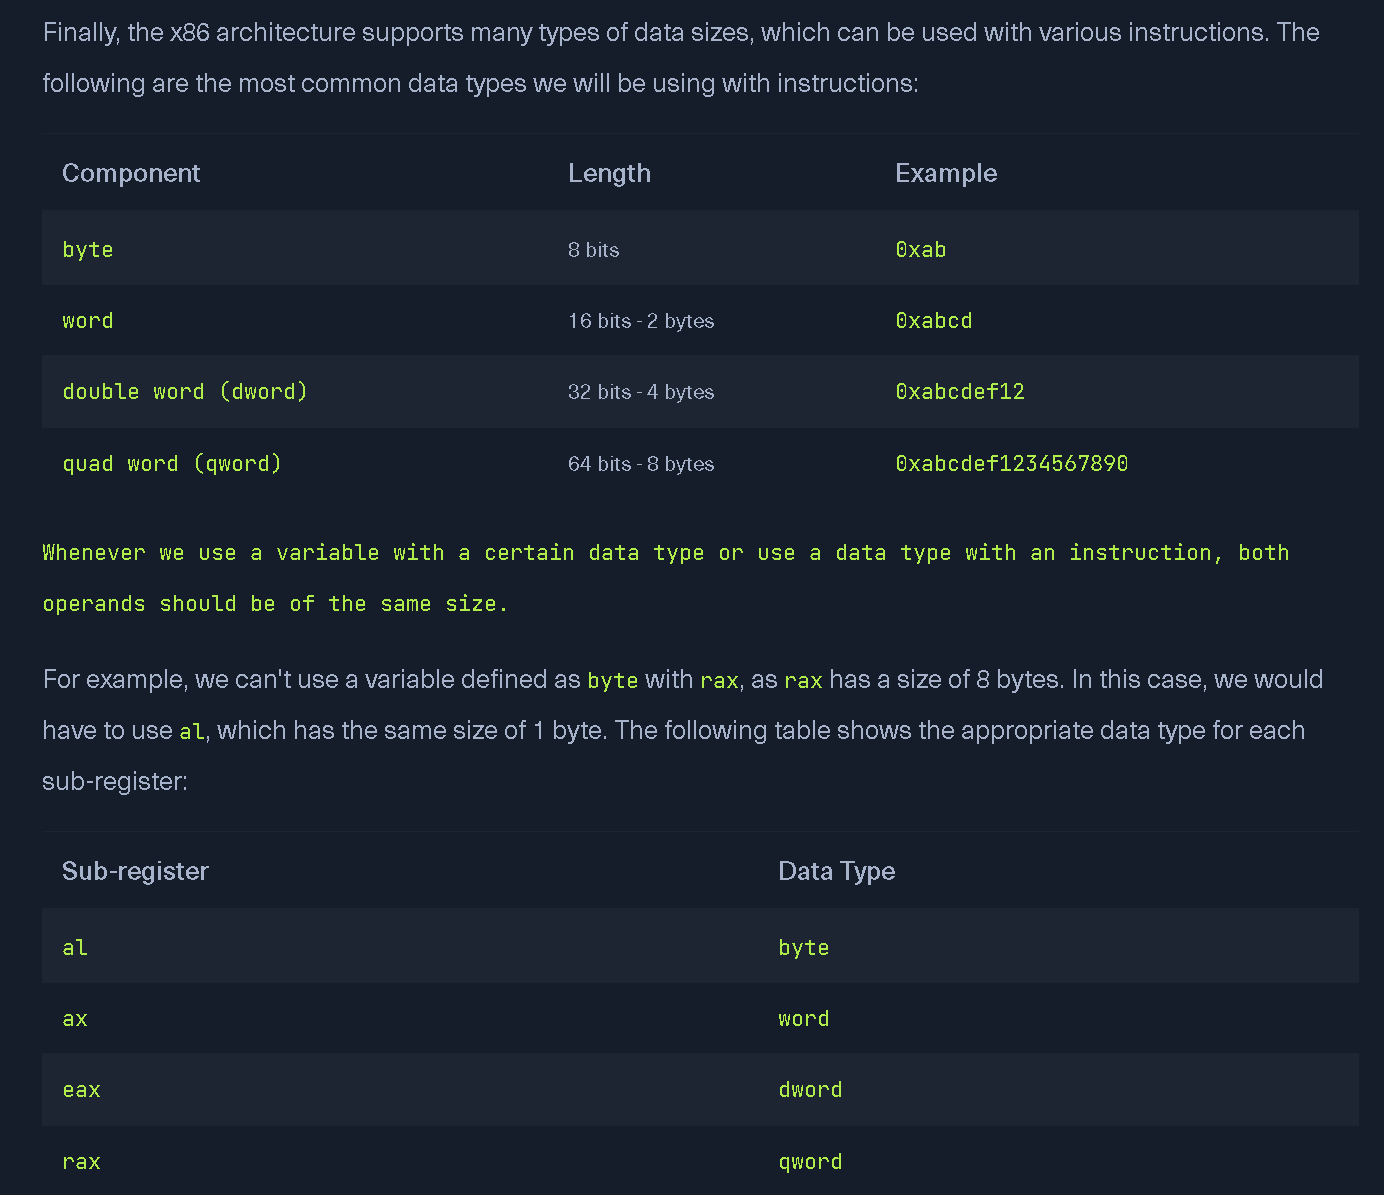 Finally, the x86 architecture supports many types of data sizes, which can be used with various instructions. The
following are the most common data types we will be using with instructions:
Component Length Example
byte 8 bits 0xab
word 16 bits - 2 bytes 0xabcd
double word (dword) 32 bits - 4 bytes 0xabcdef12
quad word (qword) 64 bits - 8 bytes 0xabcdef1234567890
Whenever we use a variable with a certain data type or use a data type with an instruction, both
operands should be of the same size.
For example, we can't use a variable defined as byte with rax, as rax has a size of 8 bytes. In this case, we would
have to use al, which has the same size of 1 byte. The following table shows the appropriate data type for each
sub-register:
Sub-register Data Type
al byte
ax word
eax dword
rax qword